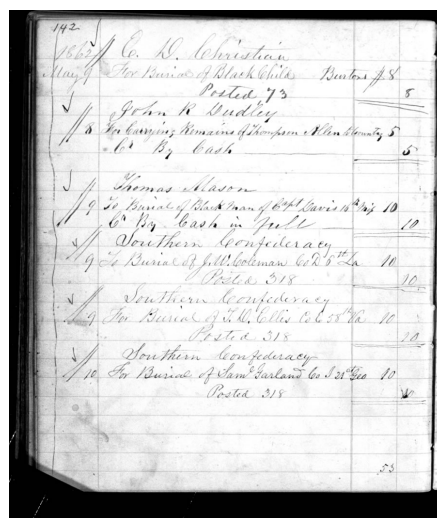 142
1862 // E. D. Christian
May 9 For Burial of Black Child Burton ƒ. 8
Posted 73 8
// John R Dudley
// 8 For Carrying Remains of Thompson Allen to County 5
Cr By Cash 5
// Thomas Mason
// 9 To Burial of Black man of Capt Davis 16th 10
Cr By Cash in full 10
// Southern Confederacy
// 9 To Burial of J. W. Coleman Co D 5th La 10
Posted 318 10
// Southern Confederacy
// 9 For Burial of T. W. Ellis Co C 58th Va 10
Posted 318 10
// Southern Confederacy
// 10 For Burial of Saml Garland Co I 21st Geo 10
Posted 318 10
53